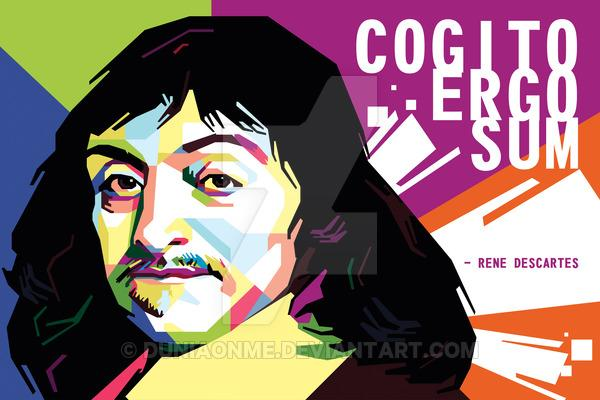 COGITO
ERGO
SUM
- RENE DESCARTES
© DUNIAONME.DEVIANTART.COM